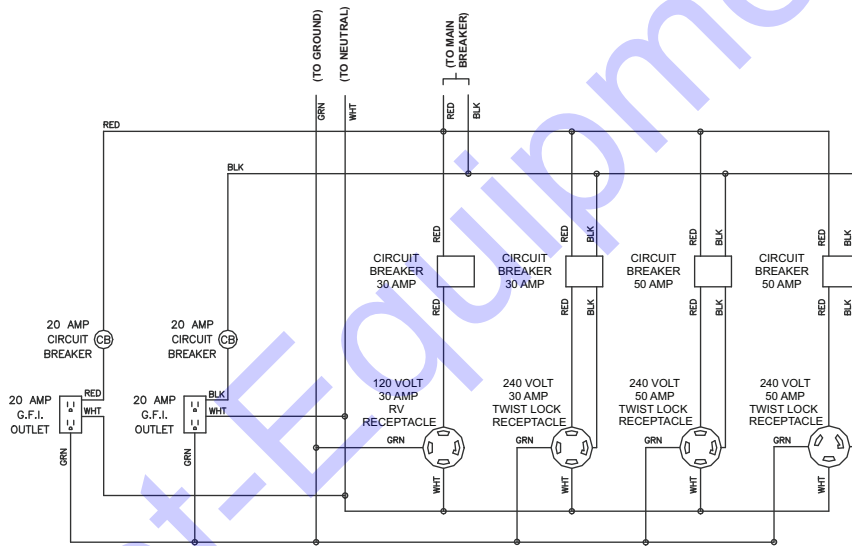 (TO GROUND)
(TO NEUTRAL)
(TO MAIN
BREAKER)
GRN
WHT
RED
BLK
RED
BLK
RED
RED
BLK
RED
BLK
RED
BLK
CIRCUIT
BREAKER
30 AMP
CIRCUIT
BREAKER
30 AMP
CIRCUIT
BREAKER
50 AMP
CIRCUIT
BREAKER
50 AMP
RED
RED
BLK
RED
BLK
RED
BLK
20 AMP
CIRCUIT
BREAKER
CB
20 AMP
CIRCUIT
BREAKER
CB
20 AMP
G.F.I.
OUTLET
RED
WHT
GRN
20 AMP
G.F.I.
OUTLET
BLK
WHT
GRN
120 VOLT
30 AMP
RV
RECEPTACLE
GRN
WHT
240 VOLT
30 AMP
TWIST LOCK
RECEPTACLE
GRN
WHT
240 VOLT
50 AMP
TWIST LOCK
RECEPTACLE
GRN
WHT
240 VOLT
50 AMP
TWIST LOCK
RECEPTACLE
GRN
WHT
t-Equipme